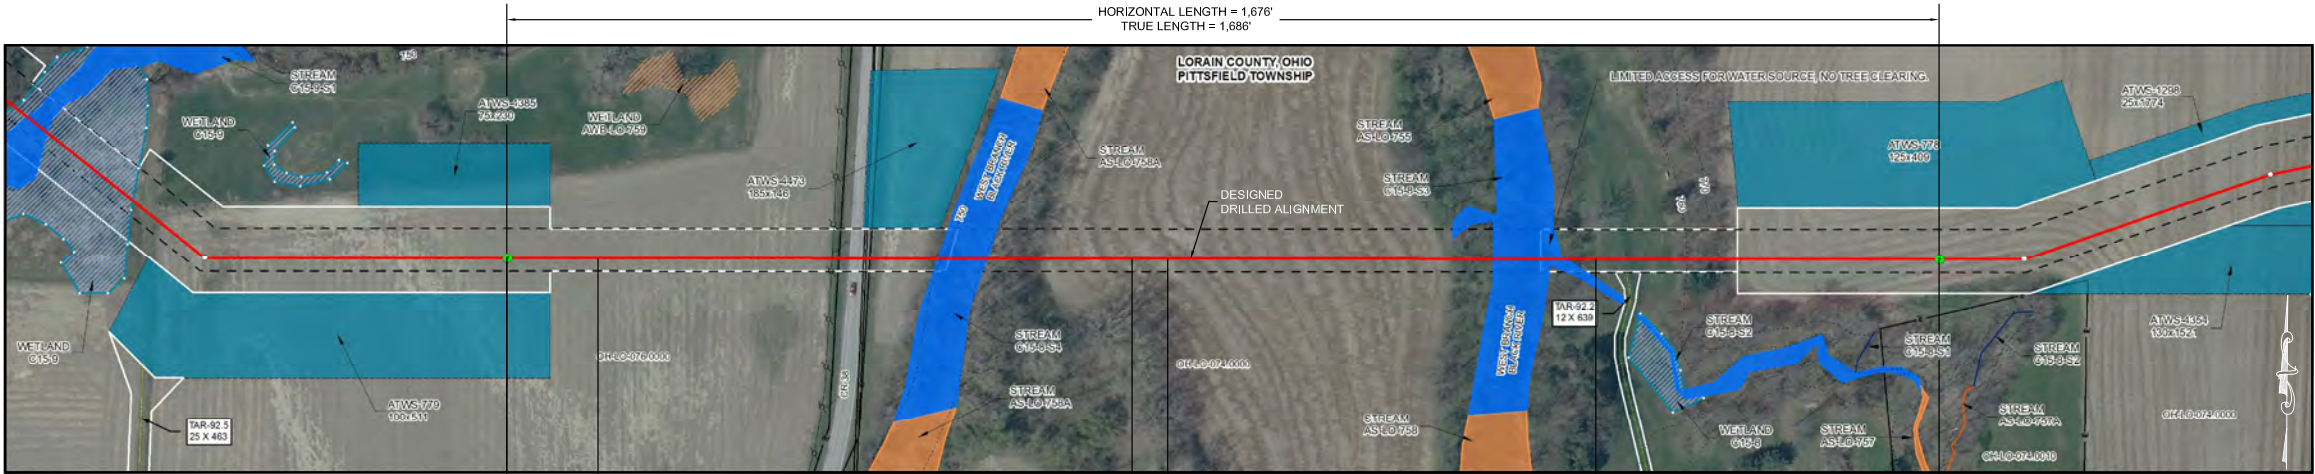 HORIZONTAL LENGTH = 1,676'
TRUE LENGTH = 1,686'
LORAIN COUNTY, OHIO
PITTSFIELD TOWNSHIP
LIMITED ACCESS FOR WATER SOURCE, NO TREE CLEARING.
STREAM
C15-9-S1
750
WETLAND
C15-9
ATWS-4385
75x230
WETLAND
AWB-LO-759
ATWS-4473
185x146
WEST BRANCH
BLACK RIVER
750
STREAM
AS-LO-758A
DESIGNED
DRILLED ALIGNMENT
STREAM
AS-LO-755
STREAM
C15-8-S3
770
760
ATWS-778
125x409
ATWS-1298
25x1774
WETLAND
C15-9
TAR-92.5
25 X 463
ATWS-779
100x511
OH-LO-076.0000
STREAM
C15-8-S4
STREAM
AS-LO-758A
OH-LO-074.0000
STREAM
AS-LO-758
WEST BRANCH
BLACK RIVER
TAR-92.2
12 X 639
STREAM
C15-8-S2
WETLAND
C15-8
STREAM
AS-LO-757
STREAM
C15-8-S1
STREAM
C15-8-S2
STREAM
AS-LO-757A
OH-LO-074.0010
ATWS-4354
130x152
OH-LO-074.0000